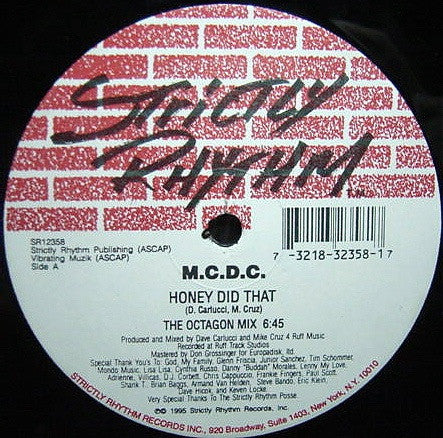 STRICTLY
RHYTHM
TM
7 -3218-32358-1 7
SR12358
Strictly Rhythm Publishing (ASCAP)
Vibrating Muzik (ASCAP)
Side A
M.C.D.C.
HONEY DID THAT
(D. Carlucci, M. Cruz)
THE OCTAGON MIX 6:45
Produced and Mixed by Dave Carlucci and Mike Cruz 4 Ruff Music
Recorded at Ruff Track Studios
Mastered by Don Grossinger for Europadisk, ltd.
Special Thank You's To: God, My Family, Glenn Friscia, Junior Sanchez, Tim Schommer,
Mondo Music, Lisa Lisa, Cynthia Russo, Danny "Buddah" Morales, Lenny My Love,
Adrienne, Villicas, D.J. Corbett, Chris Cappuccio, Frankie Fingers, Paul Scott,
Shank T., Brian Baggs, Armand Van Helden, Steve Bando, Eric Klein,
Dave Hicok, and Keven Locke.
Very Special Thanks To The Strictly Rhythm Posse.
℗© 1995 Strictly Rhythm Records, Inc.
STRICTLY RHYTHM RECORDS INC., 920 Broadway, Suite 1403, New York, N.Y. 10010